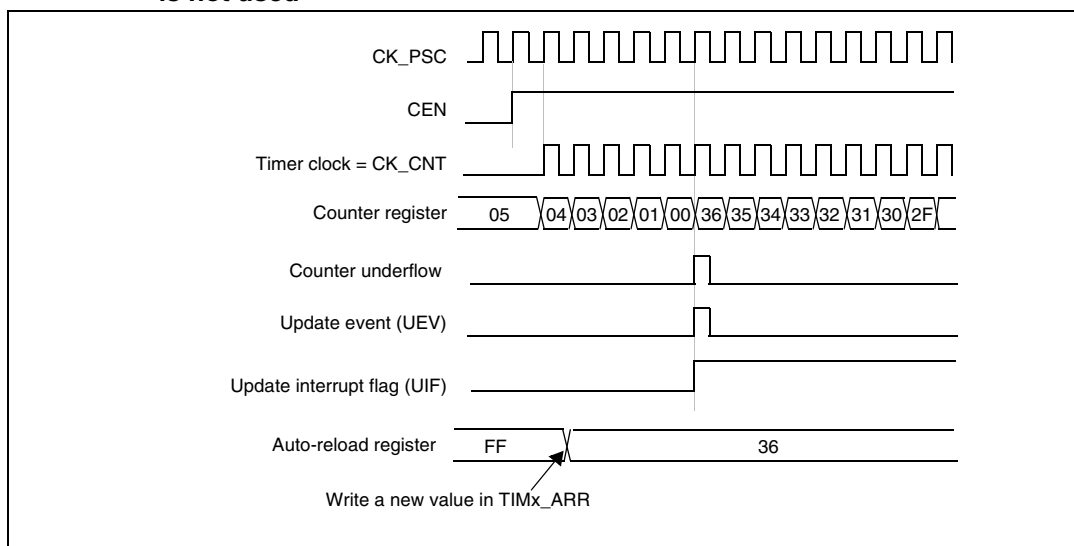 is not used
CK_PSC
CEN
Timer clock = CK_CNT
Counter register 05 04 03 02 01 00 36 35 34 33 32 31 30 2F
Counter underflow
Update event (UEV)
Update interrupt flag (UIF)
Auto-reload register FF 36
Write a new value in TIMx_ARR